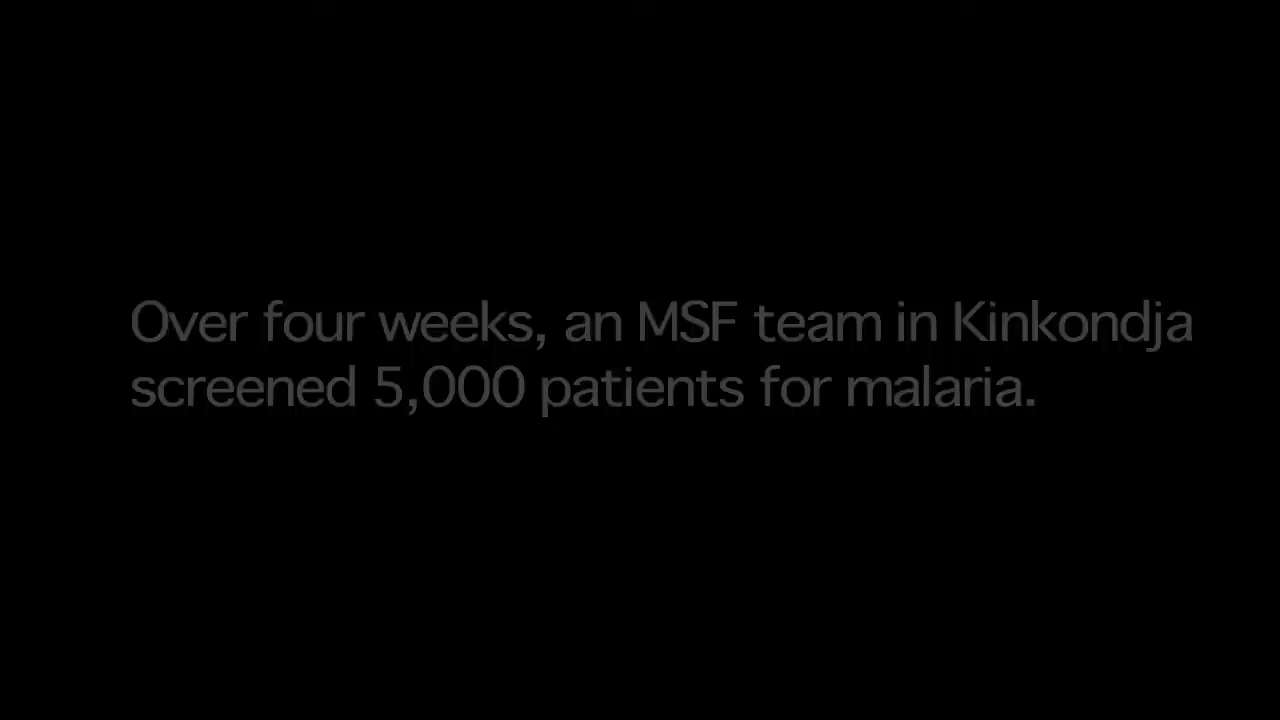 Over four weeks, an MSF team in Kinkondja
screened 5,000 patients for malaria.